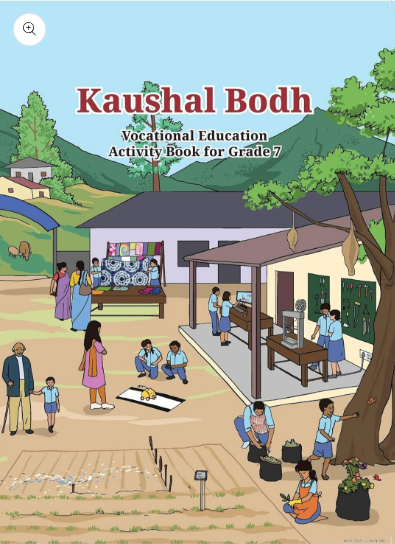 Kaushal Bodh
Vocational Education
Activity Book for Grade 7